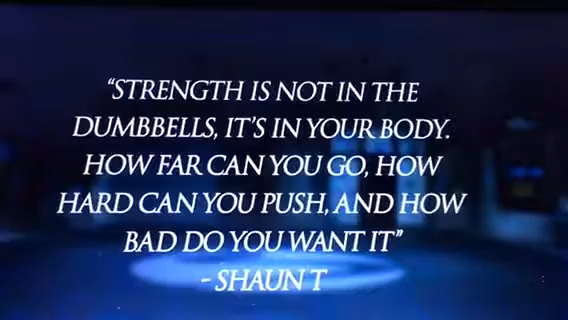 “STRENGTH IS NOT IN THE
DUMBBELLS, IT’S IN YOUR BODY.
HOW FAR CAN YOU GO, HOW
HARD CAN YOU PUSH, AND HOW
BAD DO YOU WANT IT”
- SHAUN T